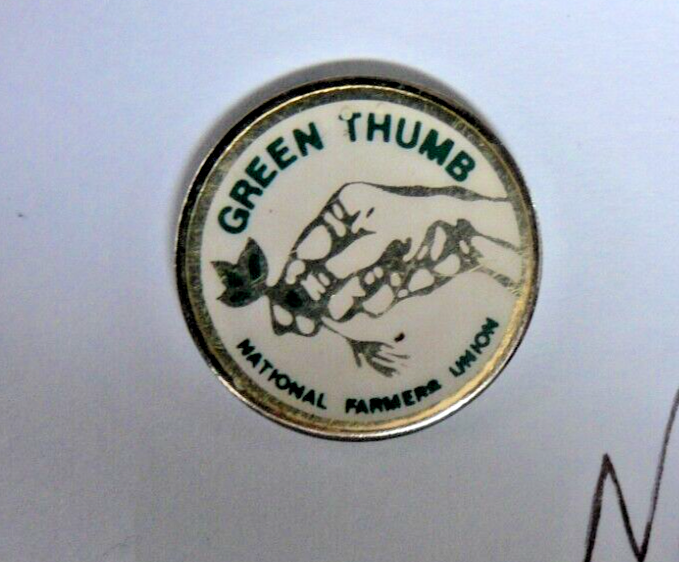 GREEN THUMB
NATIONAL FARMERS UNION
N